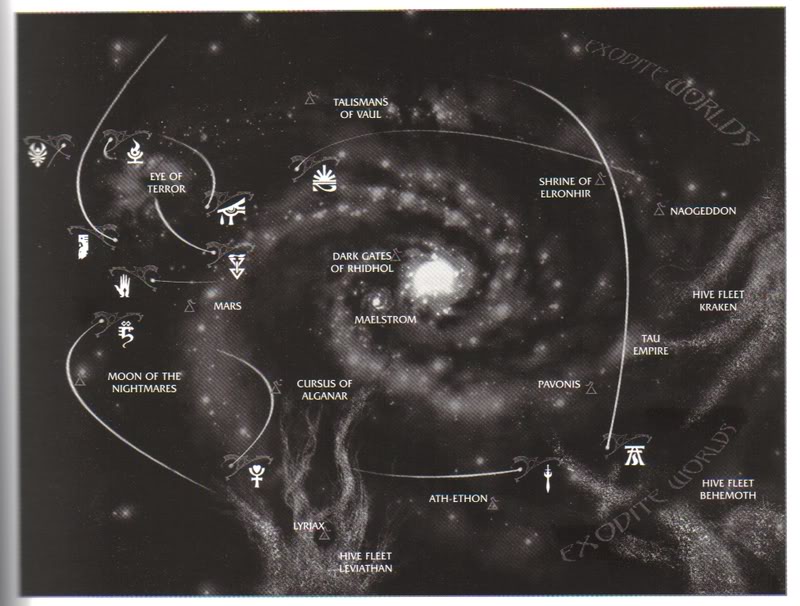 EXODITE WORLDS
TALISMANS
OF VAUL
EYE OF
TERROR
SHRINE OF
ELRONHIR
NAOGEDDON
DARK GATES
OF RHIDHOL
MAELSTROM
HIVE FLEET
KRAKEN
MARS
TAU
EMPIRE
MOON OF THE
NIGHTMARES
CURSUS OF
ALGANAR
PAVONIS
EXODITE WORLDS
HIVE FLEET
BEHEMOTH
ATH-ETHON
LYRJAX
HIVE FLEET
LEVIATHAN